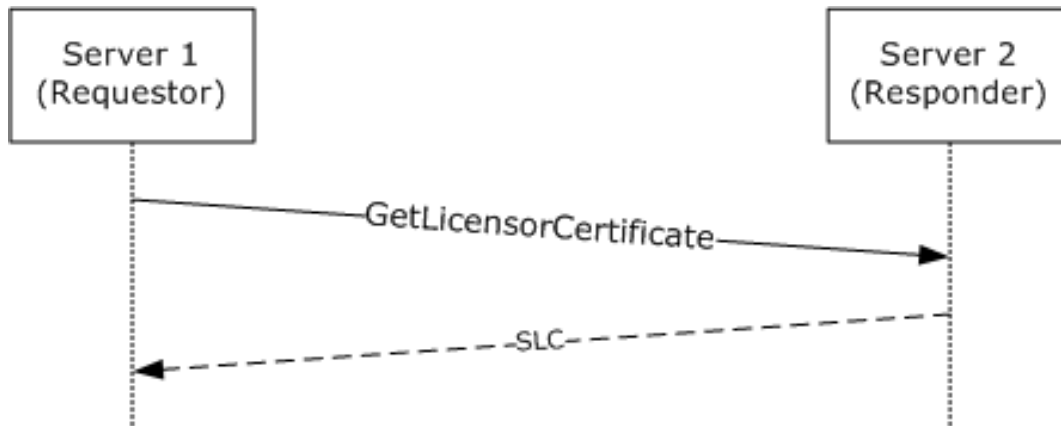 Server 1
(Requestor)
Server 2
(Responder)
GetLicensorCertificate
SLC